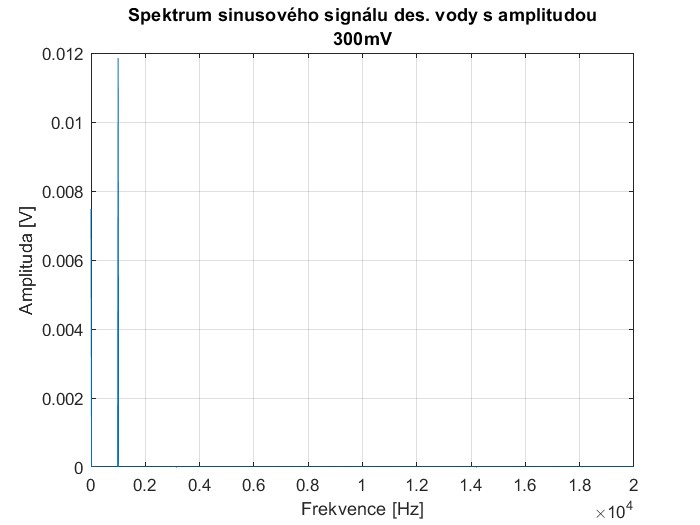 Spektrum sinusového signálu des. vody s amplitudou
300mV
0.012
0.01
0.008
0.006
0.004
0.002
0
Amplituda [V]
0 0.2 0.4 0.6 0.8 1 1.2 1.4 1.6 1.8 2
Frekvence [Hz]
×10⁴